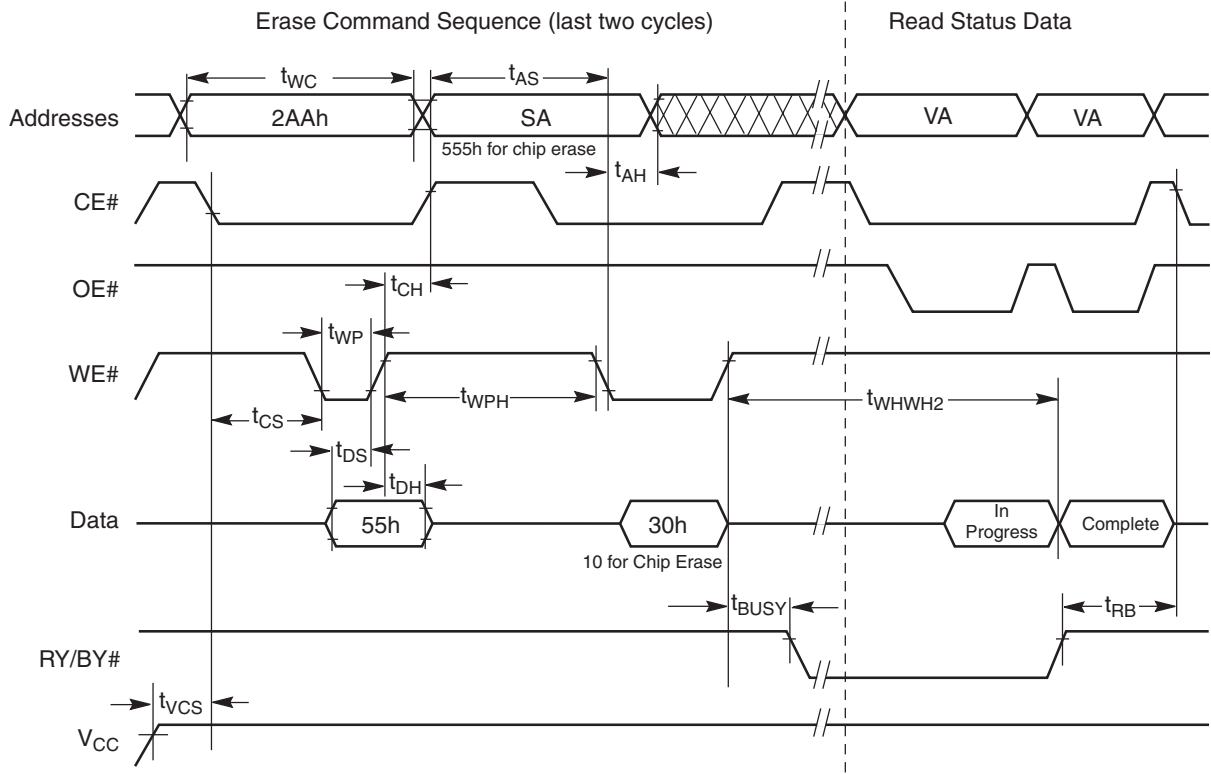 Erase Command Sequence (last two cycles)
Read Status Data
tWC
tAS
Addresses
2AAh
SA
VA
VA
555h for chip erase
tAH
CE#
OE#
tCH
tWP
WE#
tWPH
tWHWH2
tCS
tDS
tDH
Data
55h
30h
In
Progress
Complete
10 for Chip Erase
tBUSY
tRB
RY/BY#
tVCS
VCC